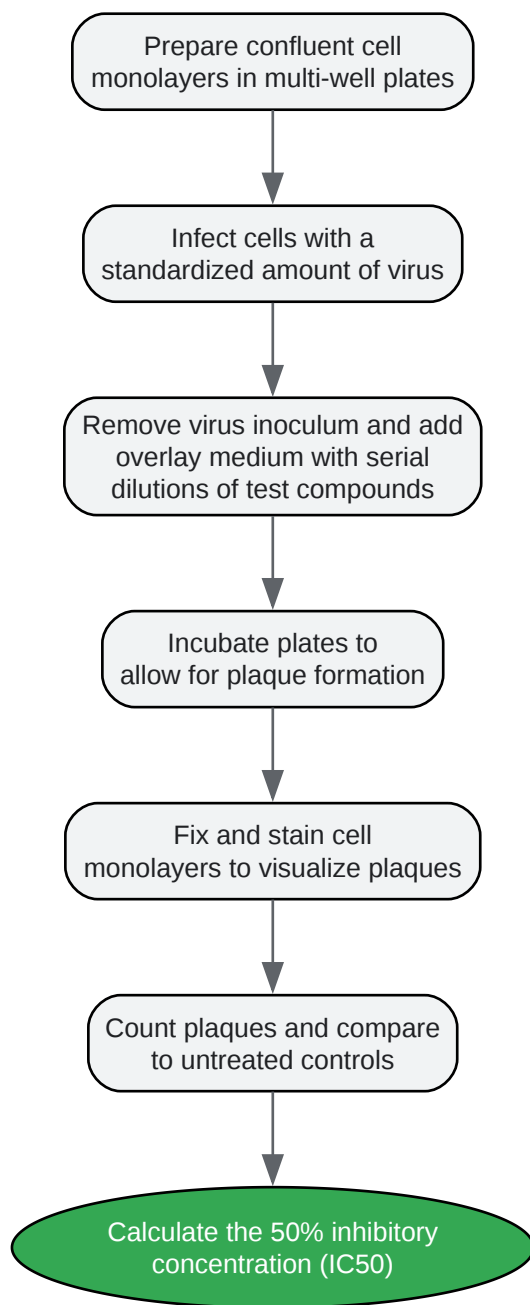 Prepare confluent cell
monolayers in multi-well plates
Infect cells with a
standardized amount of virus
Remove virus inoculum and add
overlay medium with serial
dilutions of test compounds
Incubate plates to
allow for plaque formation
Fix and stain cell
monolayers to visualize plaques
Count plaques and compare
to untreated controls
Calculate the 50% inhibitory
concentration (IC50)